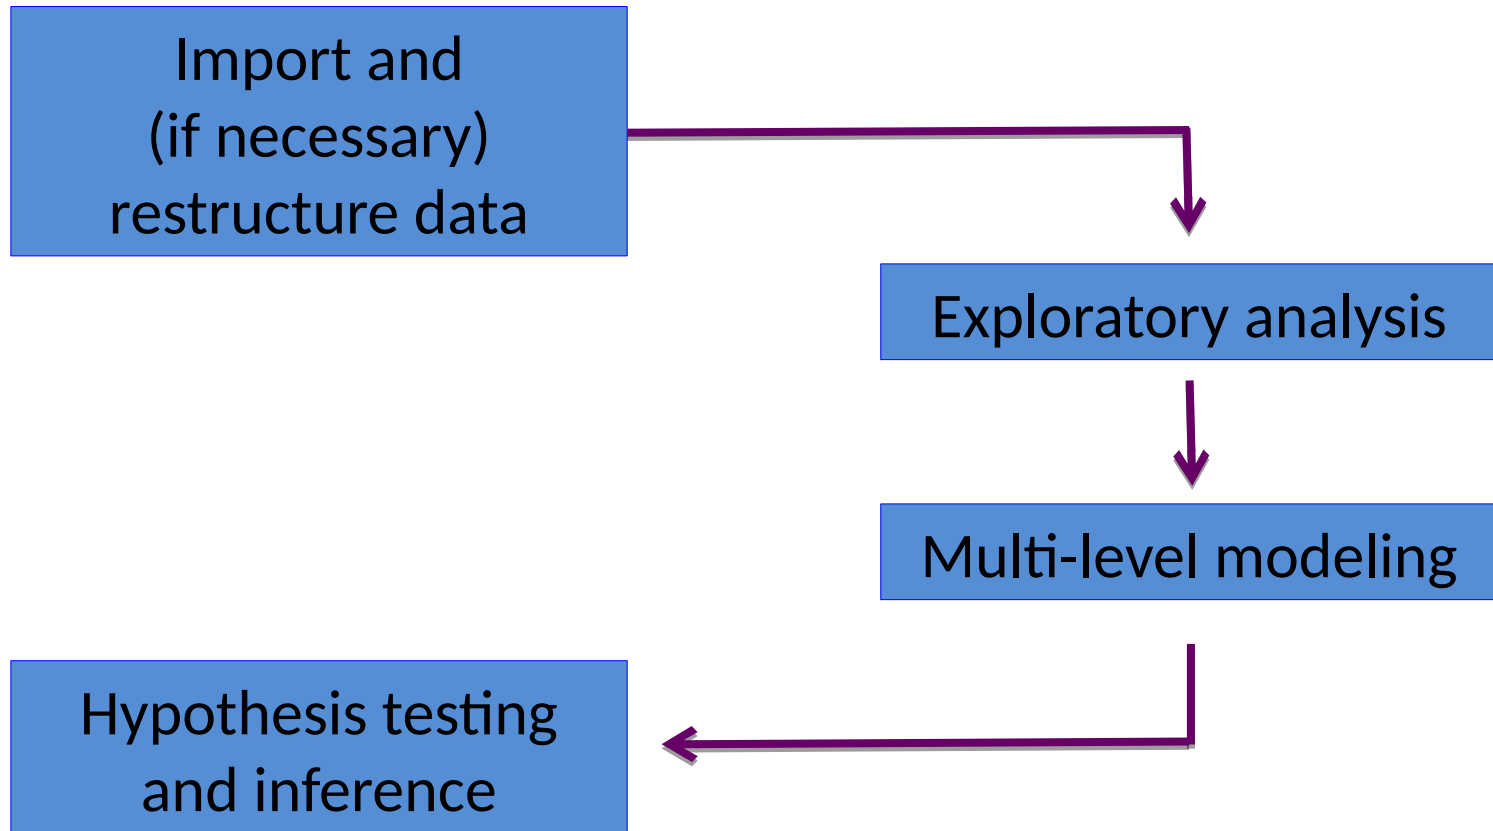 Import and
(if necessary)
restructure data
Exploratory analysis
Multi-level modeling
Hypothesis testing
and inference